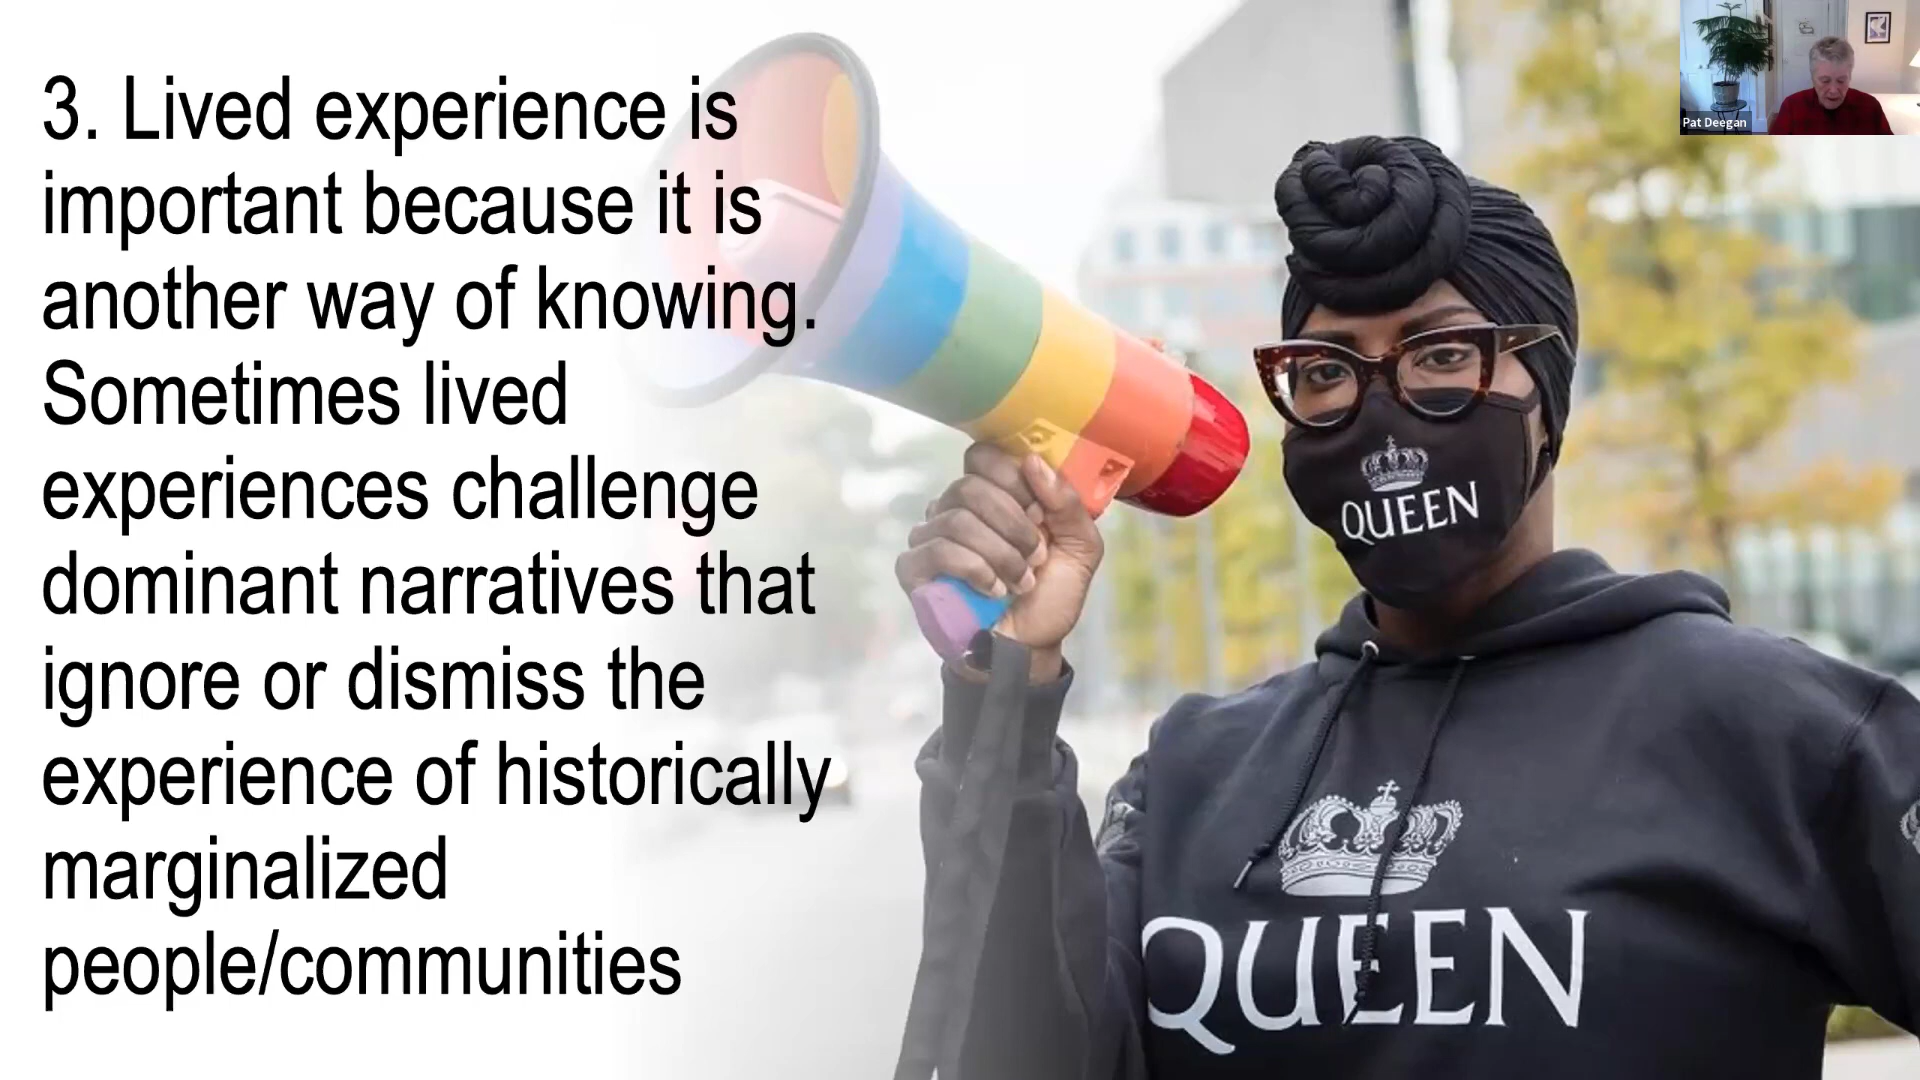 3. Lived experience is
important because it is
another way of knowing.
Sometimes lived
experiences challenge
dominant narratives that
ignore or dismiss the
experience of historically
marginalized
people/communities
Pat Deegan
QUEEN
QUEEN